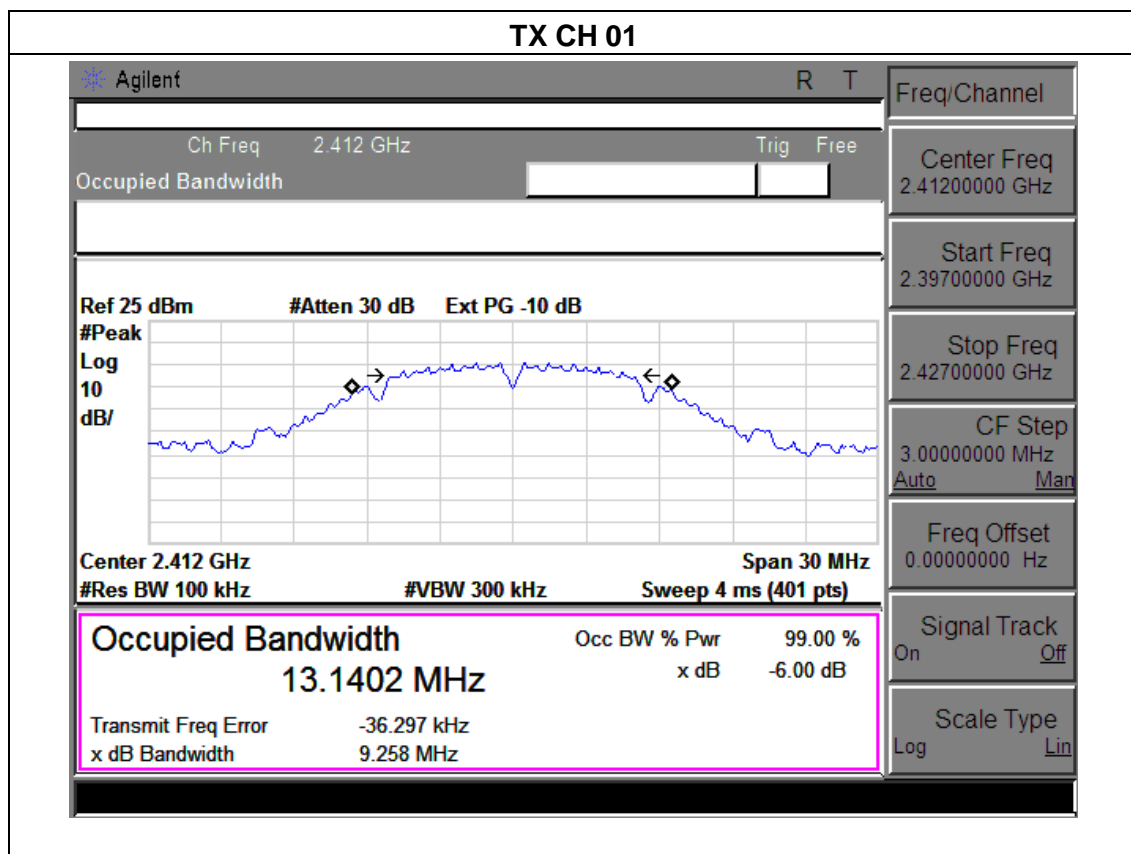 TX CH 01
Agilent R T
Ch Freq 2.412 GHz Trig Free
Occupied Bandwidth
Ref 25 dBm #Atten 30 dB Ext PG -10 dB
#Peak
Log
10
dB/
Center 2.412 GHz Span 30 MHz
#Res BW 100 kHz #VBW 300 kHz Sweep 4 ms (401 pts)
Occupied Bandwidth Occ BW % Pwr 99.00 %
13.1402 MHz x dB -6.00 dB
Transmit Freq Error -36.297 kHz
x dB Bandwidth 9.258 MHz
Freq/Channel
Center Freq
2.41200000 GHz
Start Freq
2.39700000 GHz
Stop Freq
2.42700000 GHz
CF Step
3.00000000 MHz
Auto Man
Freq Offset
0.00000000 Hz
Signal Track
On Off
Scale Type
Log Lin